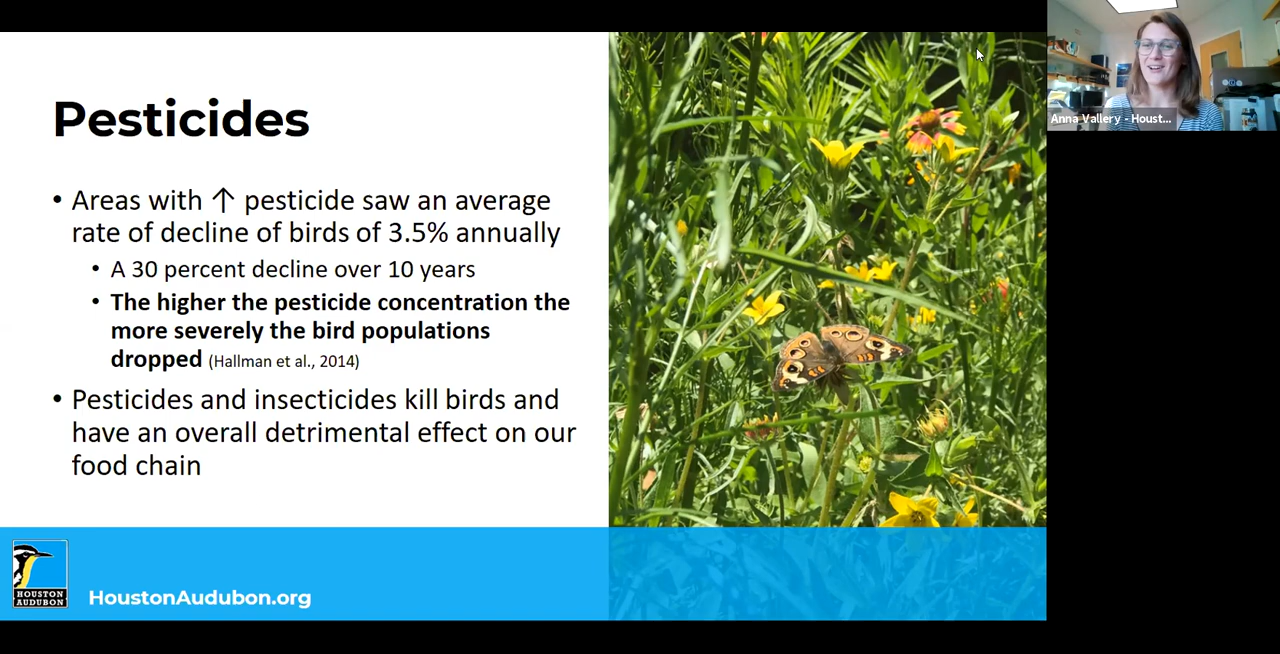 Pesticides
• Areas with ↑ pesticide saw an average
rate of decline of birds of 3.5% annually
• A 30 percent decline over 10 years
• The higher the pesticide concentration the
more severely the bird populations
dropped (Hallman et al., 2014)
• Pesticides and insecticides kill birds and
have an overall detrimental effect on our
food chain
HOUSTON
AUDUBON
HoustonAudubon.org
Anna Vallery - Houst...